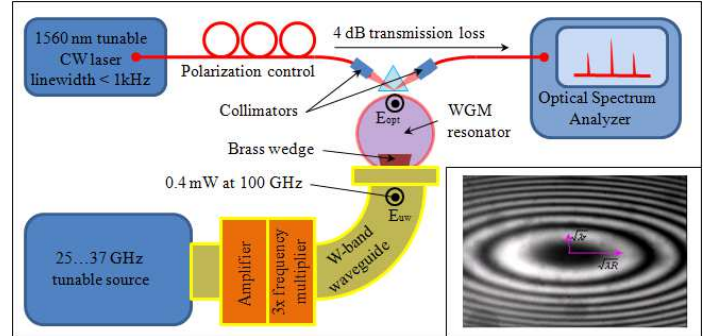 1560 nm tunable
CW laser
linewidth < 1kHz
Polarization control
4 dB transmission loss
Optical Spectrum
Analyzer
Collimators
E_opt
WGM
resonator
Brass wedge
0.4 mW at 100 GHz
E_uw
25…37 GHz
tunable source
Amplifier
3x frequency
multiplier
W-band
waveguide
√λr
√λR